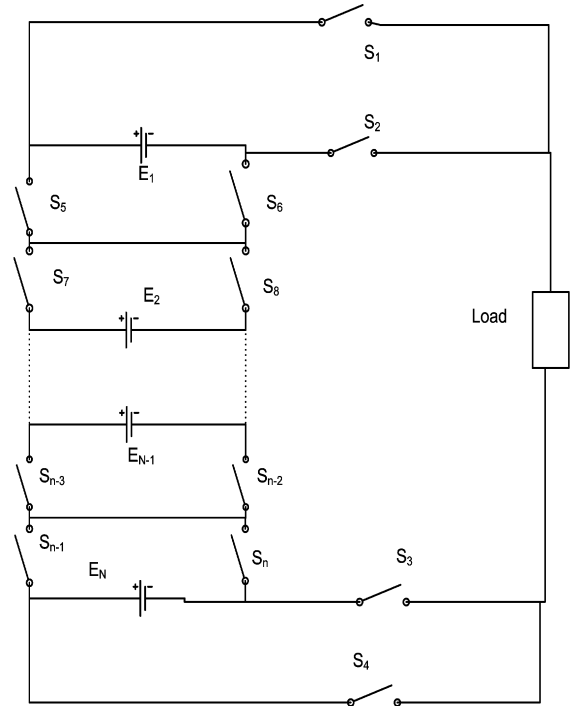 S1
S2
+ -
E1
S5
S6
S7
S8
E2
+ -
Load
+ -
EN-1
Sn-3
Sn-2
Sn-1
Sn
EN
+ -
S3
S4